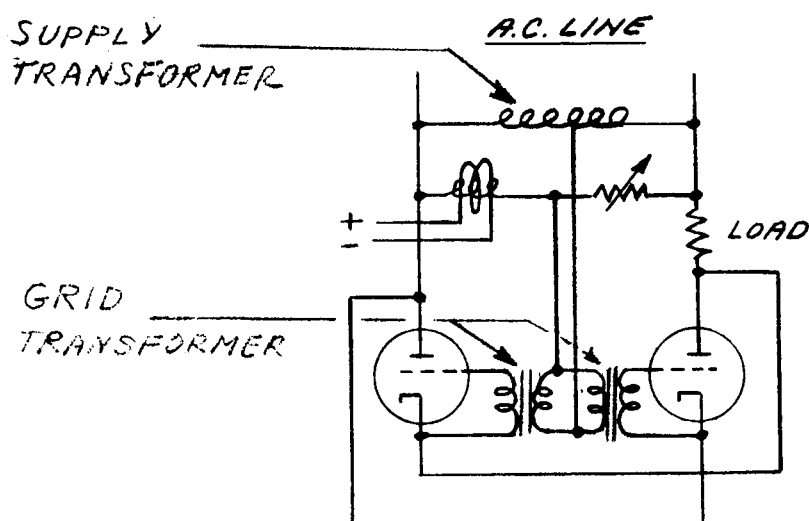 SUPPLY
TRANSFORMER
A.C. LINE
+
-
LOAD
GRID
TRANSFORMER